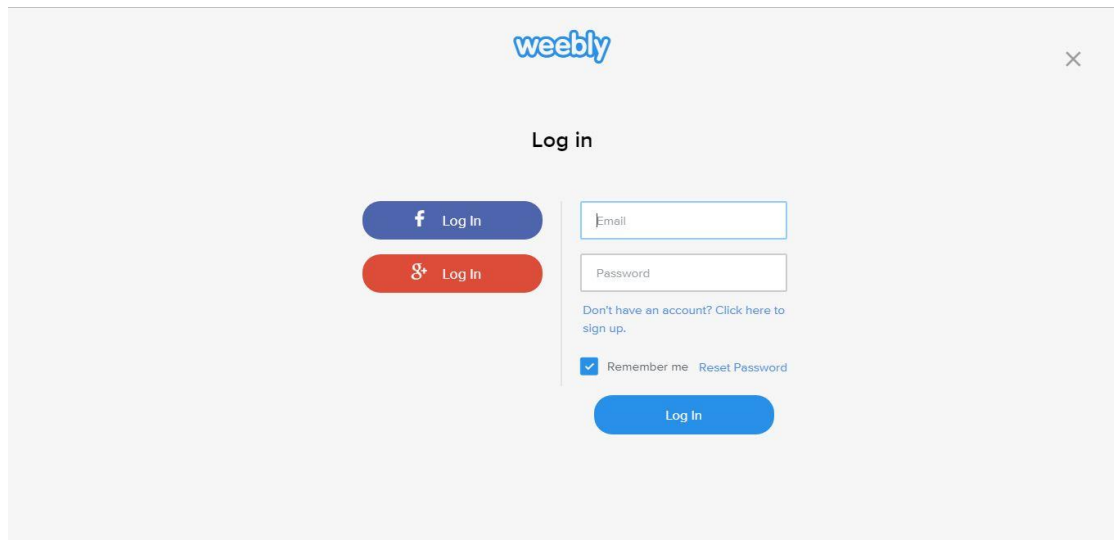 weebly
Log in
f Log In
g+ Log In
Email
Password
Don't have an account? Click here to
sign up.
Remember me Reset Password
Log In